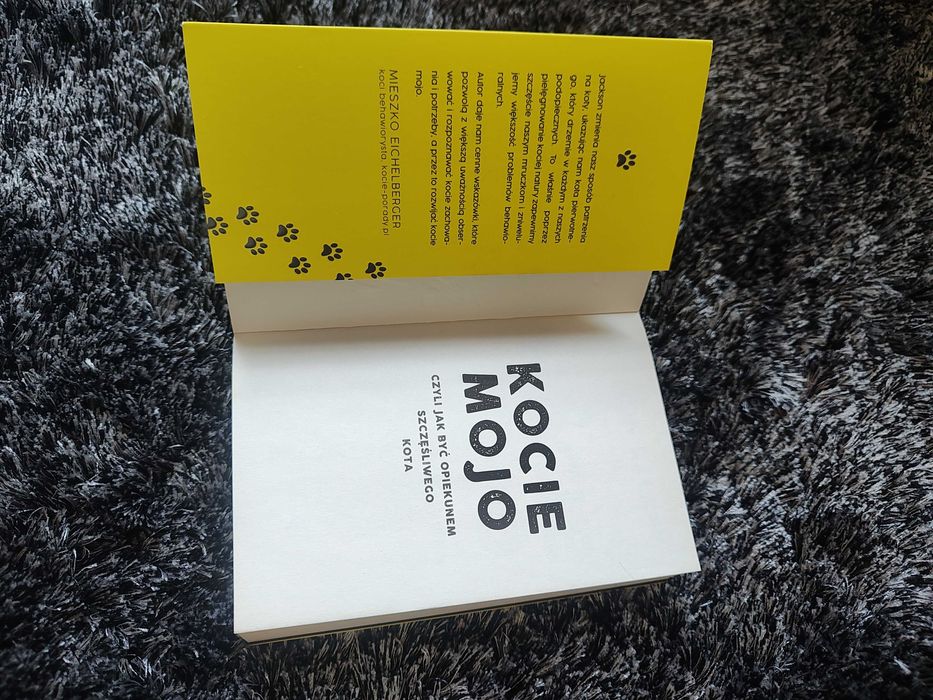 Jackson zmienia nasz sposób patrzenia
na koty, ukazując nam kota pierwotne-
go, który drzemie w każdym z naszych
podopiecznych. To właśnie poprzez
pielęgnowanie kociej natury zapewnimy
szczęście naszym mruczkom i zniwelu-
jemy większość problemów behawio-
ralnych.
Autor daje nam cenne wskazówki, które
pozwolą z większą uważnością obser-
wować i rozpoznawać kocie zachowa-
nia i potrzeby, a przez to rozwijać kocie
mojo.
MIESZKO EICHELBERGER
koci behawiorysta, kocie-porady.pl
KOCIE
MOJO
CZYLI JAK BYĆ OPIEKUNEM
SZCZĘŚLIWEGO
KOTA